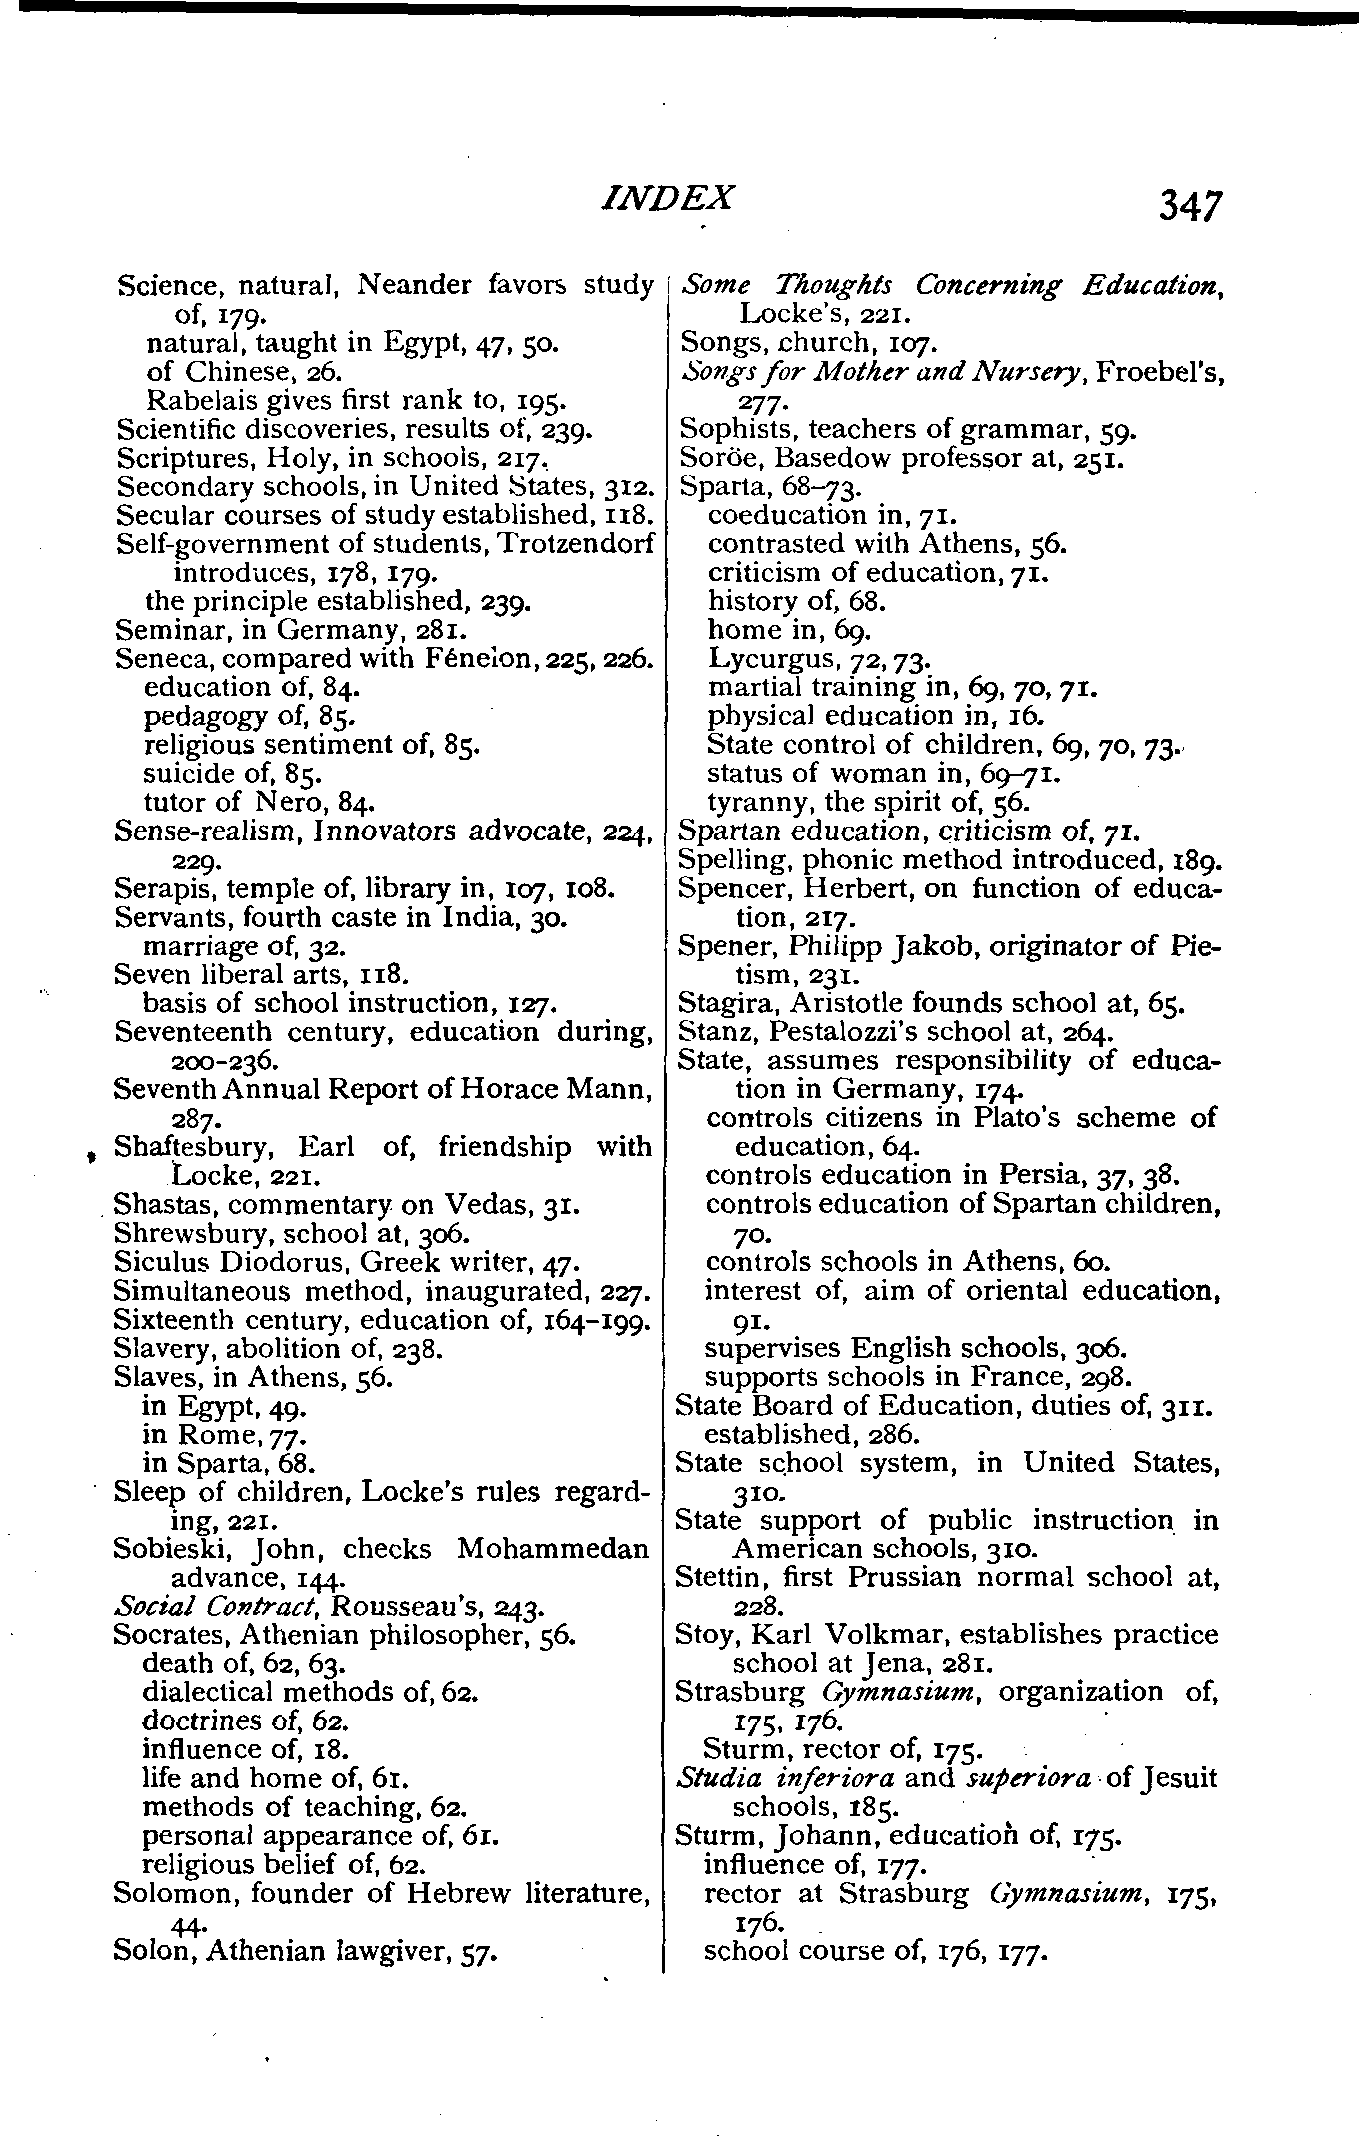 INDEX
347
Science, natural, Neander favors study
of, 179.
natural, taught in Egypt, 47, 50.
of Chinese, 26.
Rabelais gives first rank to, 195.
Scientific discoveries, results of, 239.
Scriptures, Holy, in schools, 217.
Secondary schools, in United States, 312.
Secular courses of study established, 118.
Self-government of students, Trotzendorf
introduces, 178, 179.
the principle established, 239.
Seminar, in Germany, 281.
Seneca, compared with Fénelon, 225, 226.
education of, 84.
pedagogy of, 85.
religious sentiment of, 85.
suicide of, 85.
tutor of Nero, 84.
Sense-realism, Innovators advocate, 224,
229.
Serapis, temple of, library in, 107, 108.
Servants, fourth caste in India, 30.
marriage of, 32.
Seven liberal arts, 118.
basis of school instruction, 127.
Seventeenth century, education during,
200-236.
Seventh Annual Report of Horace Mann,
287.
Shaftesbury, Earl of, friendship with
Locke, 221.
Shastas, commentary on Vedas, 31.
Shrewsbury, school at, 306.
Siculus Diodorus, Greek writer, 47.
Simultaneous method, inaugurated, 227.
Sixteenth century, education of, 164-199.
Slavery, abolition of, 238.
Slaves, in Athens, 56.
in Egypt, 49.
in Rome, 77.
in Sparta, 68.
Sleep of children, Locke's rules regard-
ing, 221.
Sobieski, John, checks Mohammedan
advance, 144.
Social Contract, Rousseau's, 243.
Socrates, Athenian philosopher, 56.
death of, 62, 63.
dialectical methods of, 62.
doctrines of, 62.
influence of, 18.
life and home of, 61.
methods of teaching, 62.
personal appearance of, 61.
religious belief of, 62.
Solomon, founder of Hebrew literature,
44.
Solon, Athenian lawgiver, 57.
Some Thoughts Concerning Education,
Locke's, 221.
Songs, church, 107.
Songs for Mother and Nursery, Froebel's,
277.
Sophists, teachers of grammar, 59.
Soröe, Basedow professor at, 251.
Sparta, 68-73.
coeducation in, 71.
contrasted with Athens, 56.
criticism of education, 71.
history of, 68.
home in, 69.
Lycurgus, 72, 73.
martial training in, 69, 70, 71.
physical education in, 16.
State control of children, 69, 70, 73.
status of woman in, 69-71.
tyranny, the spirit of, 56.
Spartan education, criticism of, 71.
Spelling, phonic method introduced, 189.
Spencer, Herbert, on function of educa-
tion, 217.
Spener, Philipp Jakob, originator of Pie-
tism, 231.
Stagira, Aristotle founds school at, 65.
Stanz, Pestalozzi's school at, 264.
State, assumes responsibility of educa-
tion in Germany, 174.
controls citizens in Plato's scheme of
education, 64.
controls education in Persia, 37, 38.
controls education of Spartan children,
70.
controls schools in Athens, 60.
interest of, aim of oriental education,
91.
supervises English schools, 306.
supports schools in France, 298.
State Board of Education, duties of, 311.
established, 286.
State school system, in United States,
310.
State support of public instruction in
American schools, 310.
Stettin, first Prussian normal school at,
228.
Stoy, Karl Volkmar, establishes practice
school at Jena, 281.
Strasburg Gymnasium, organization of,
175, 176.
Sturm, rector of, 175.
Studia inferiora and superiora of Jesuit
schools, 185.
Sturm, Johann, education of, 175.
influence of, 177.
rector at Strasburg Gymnasium, 175,
176.
school course of, 176, 177.